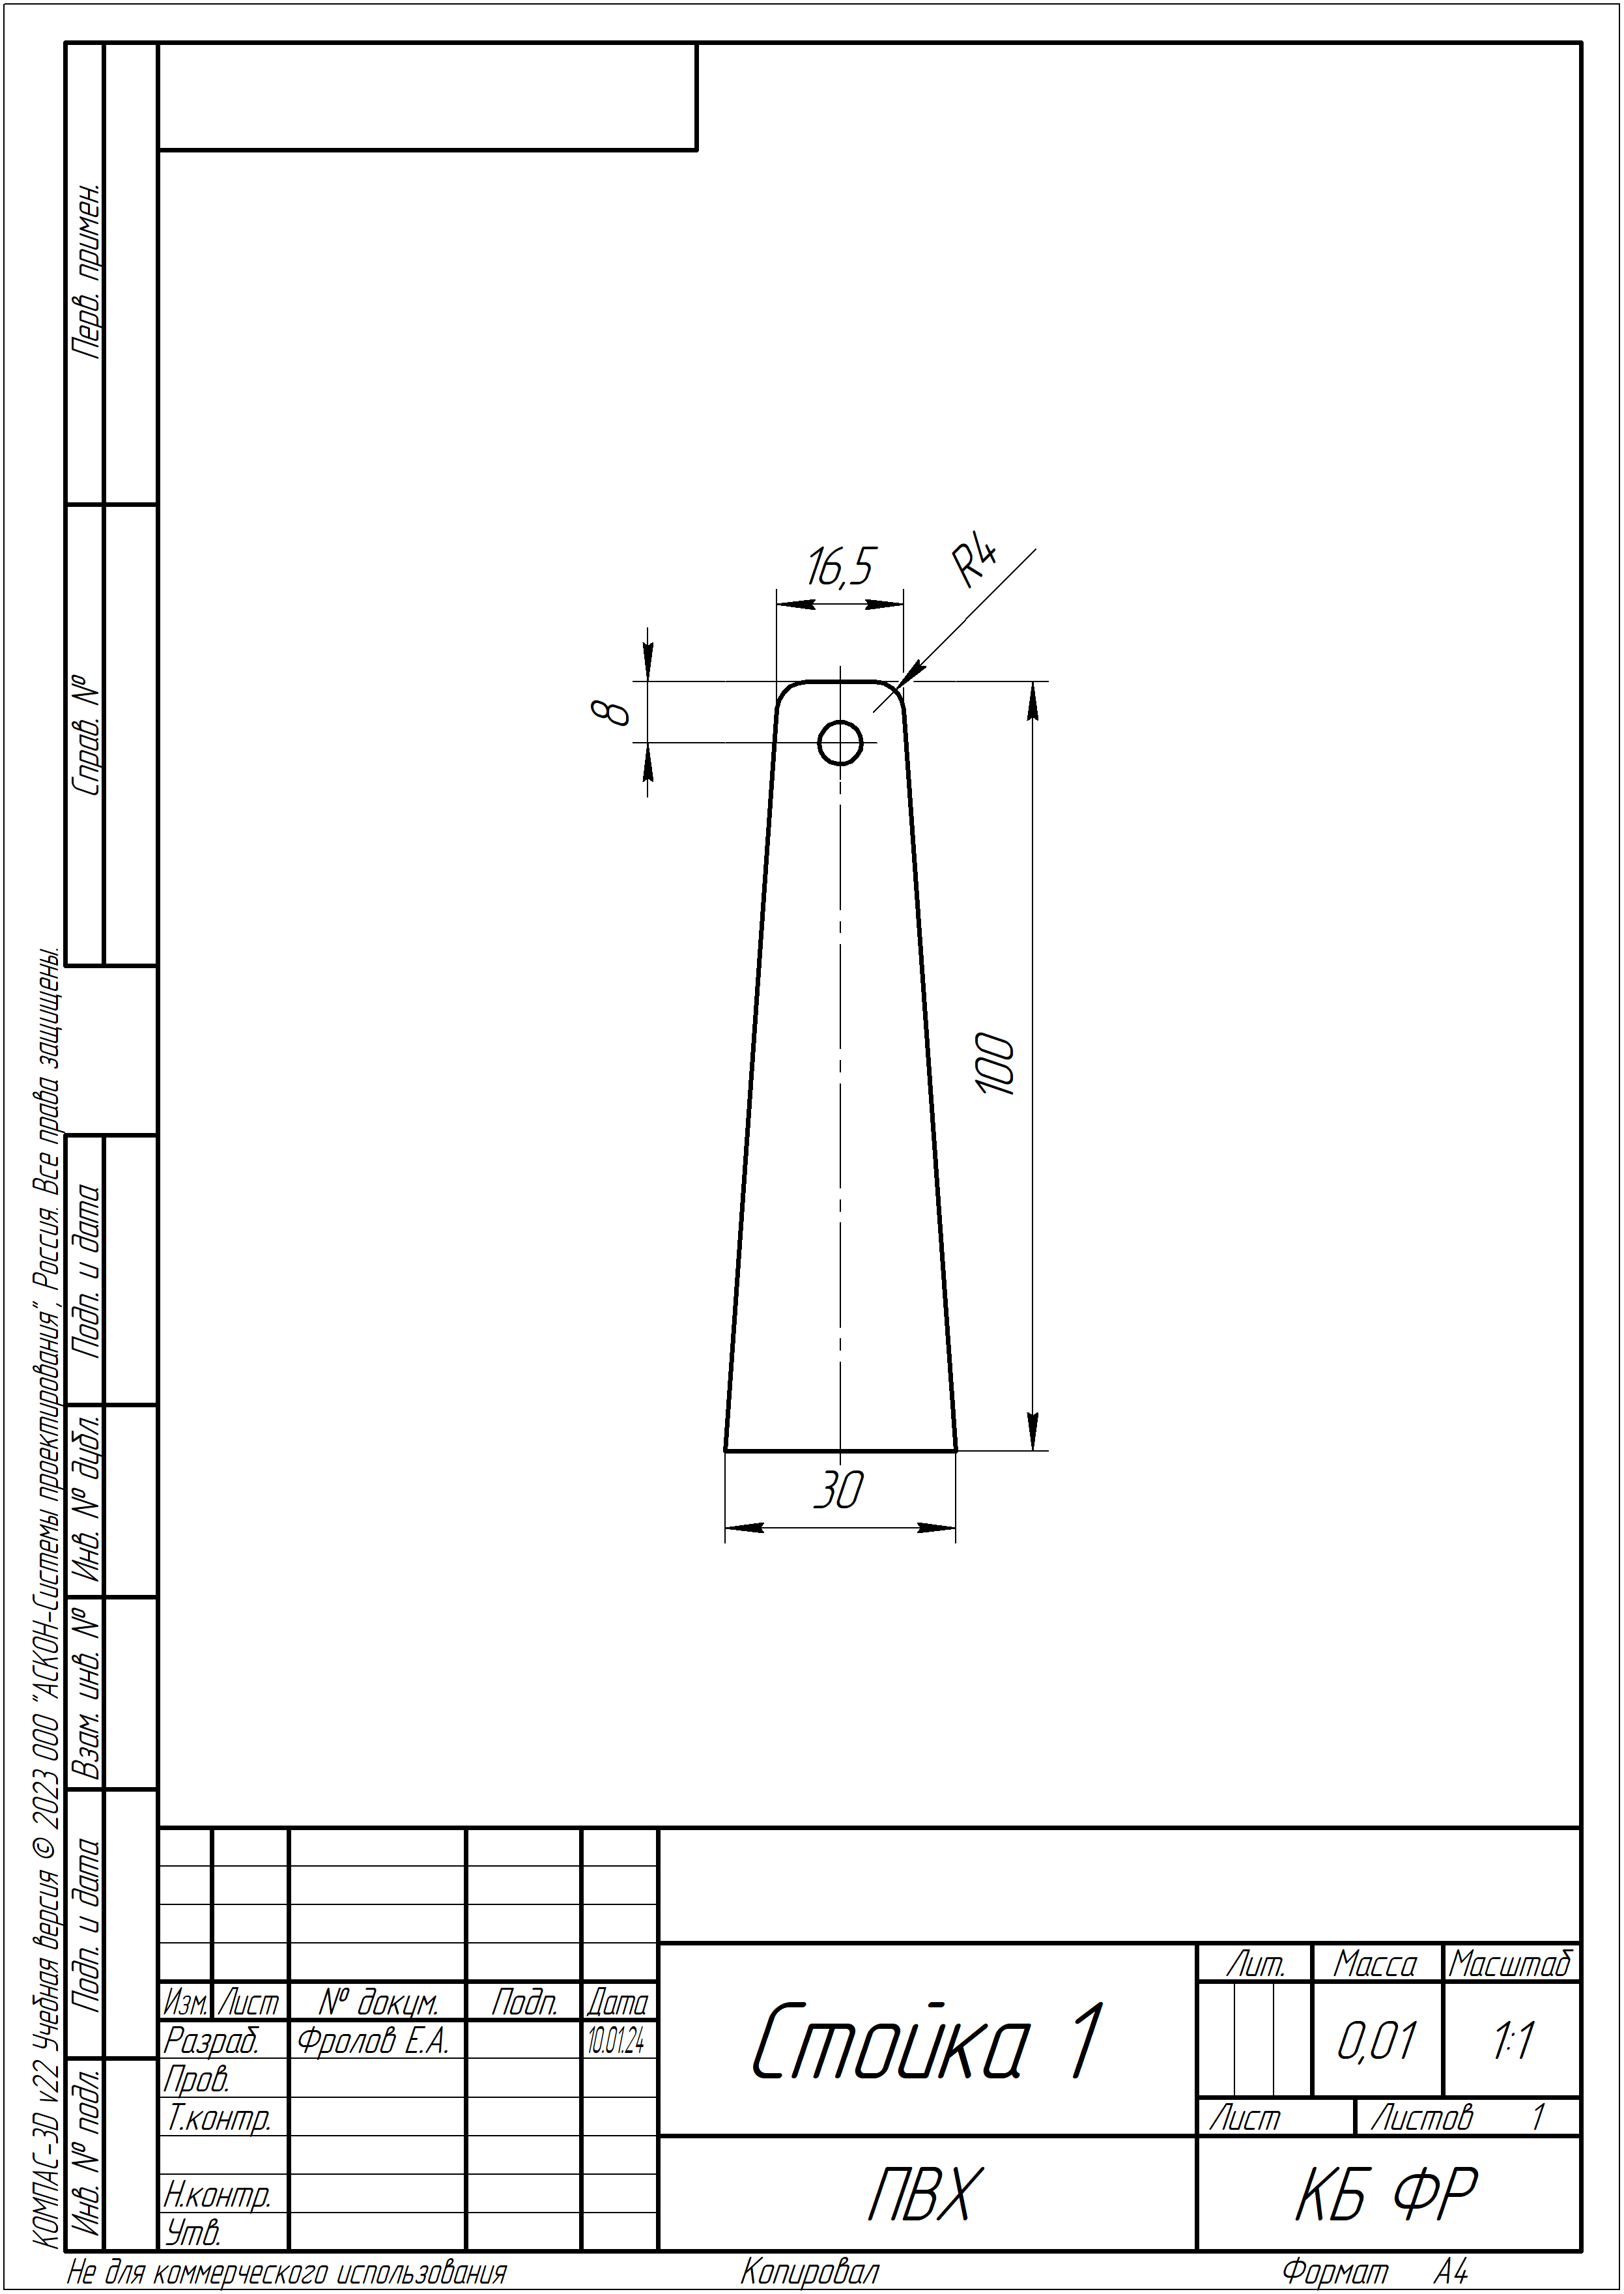 Перв. примен.
Справ. №
Подп. и дата
Инв. № дубл.
Взам. инв. №
Подп. и дата
Инв. № подл.
КОМПАС-3D v22 Учебная версия © 2023 ООО "АСКОН-Системы проектирования", Россия. Все права защищены.
16,5
R4
8
100
30
Изм. Лист № докум. Подп. Дата
Разраб. Фролов Е.А. 10.01.24
Пров.
Т.контр.
Н.контр.
Утв.
Стойка 1
Лит. Масса Масштаб
0,01 1:1
Лист Листов 1
ПВХ
КБ ФР
Не для коммерческого использования Копировал Формат А4